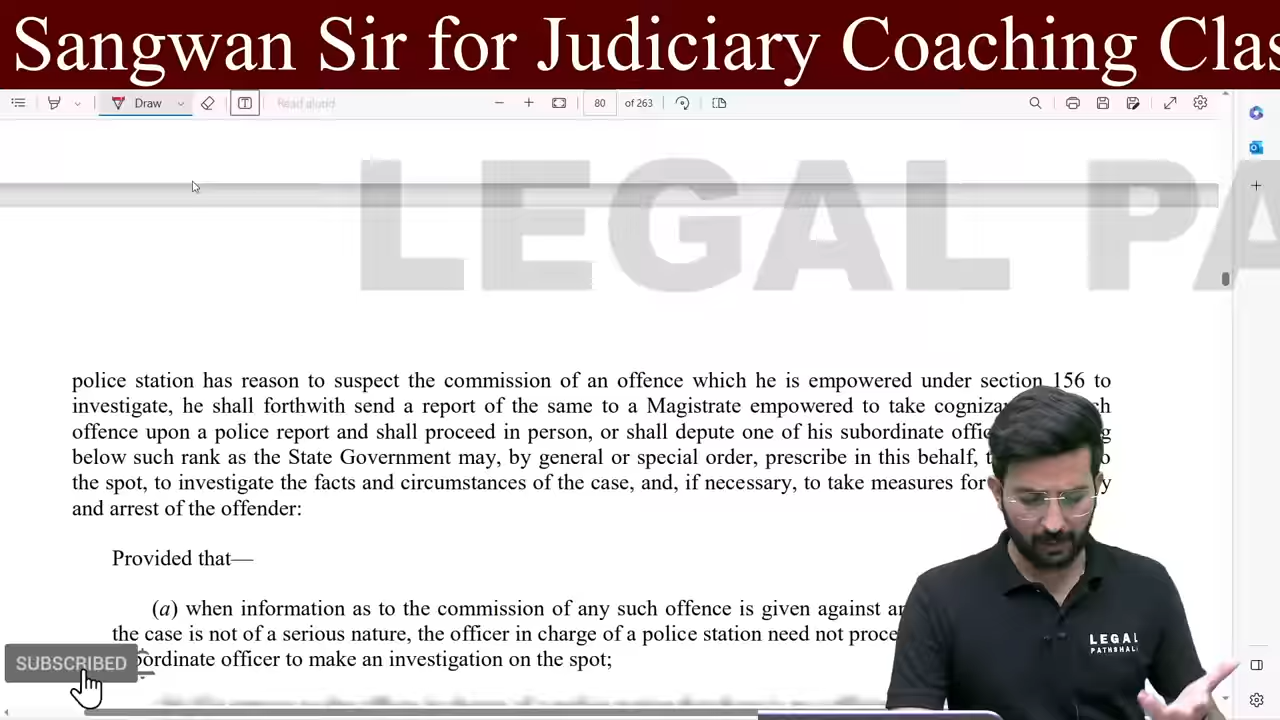 Sangwan Sir for Judiciary Coaching Clas
Draw
Read aloud
80 of 263
LEGAL PA
police station has reason to suspect the commission of an offence which he is empowered under section 156 to
investigate, he shall forthwith send a report of the same to a Magistrate empowered to take
offence upon a police report and shall proceed in person, or shall depute one of his subordinate
below such rank as the State Government may, by general or special order, prescribe in this behalf,
the spot, to investigate the facts and circumstances of the case, and, if necessary, to take measures for
and arrest of the offender:
Provided that—
(a) when information as to the commission of any such offence is given against
the case is not of a serious nature, the officer in charge of a police station need not
officer to make an investigation on the spot;
SUBSCRIBED
LEGAL
PATHSHALA